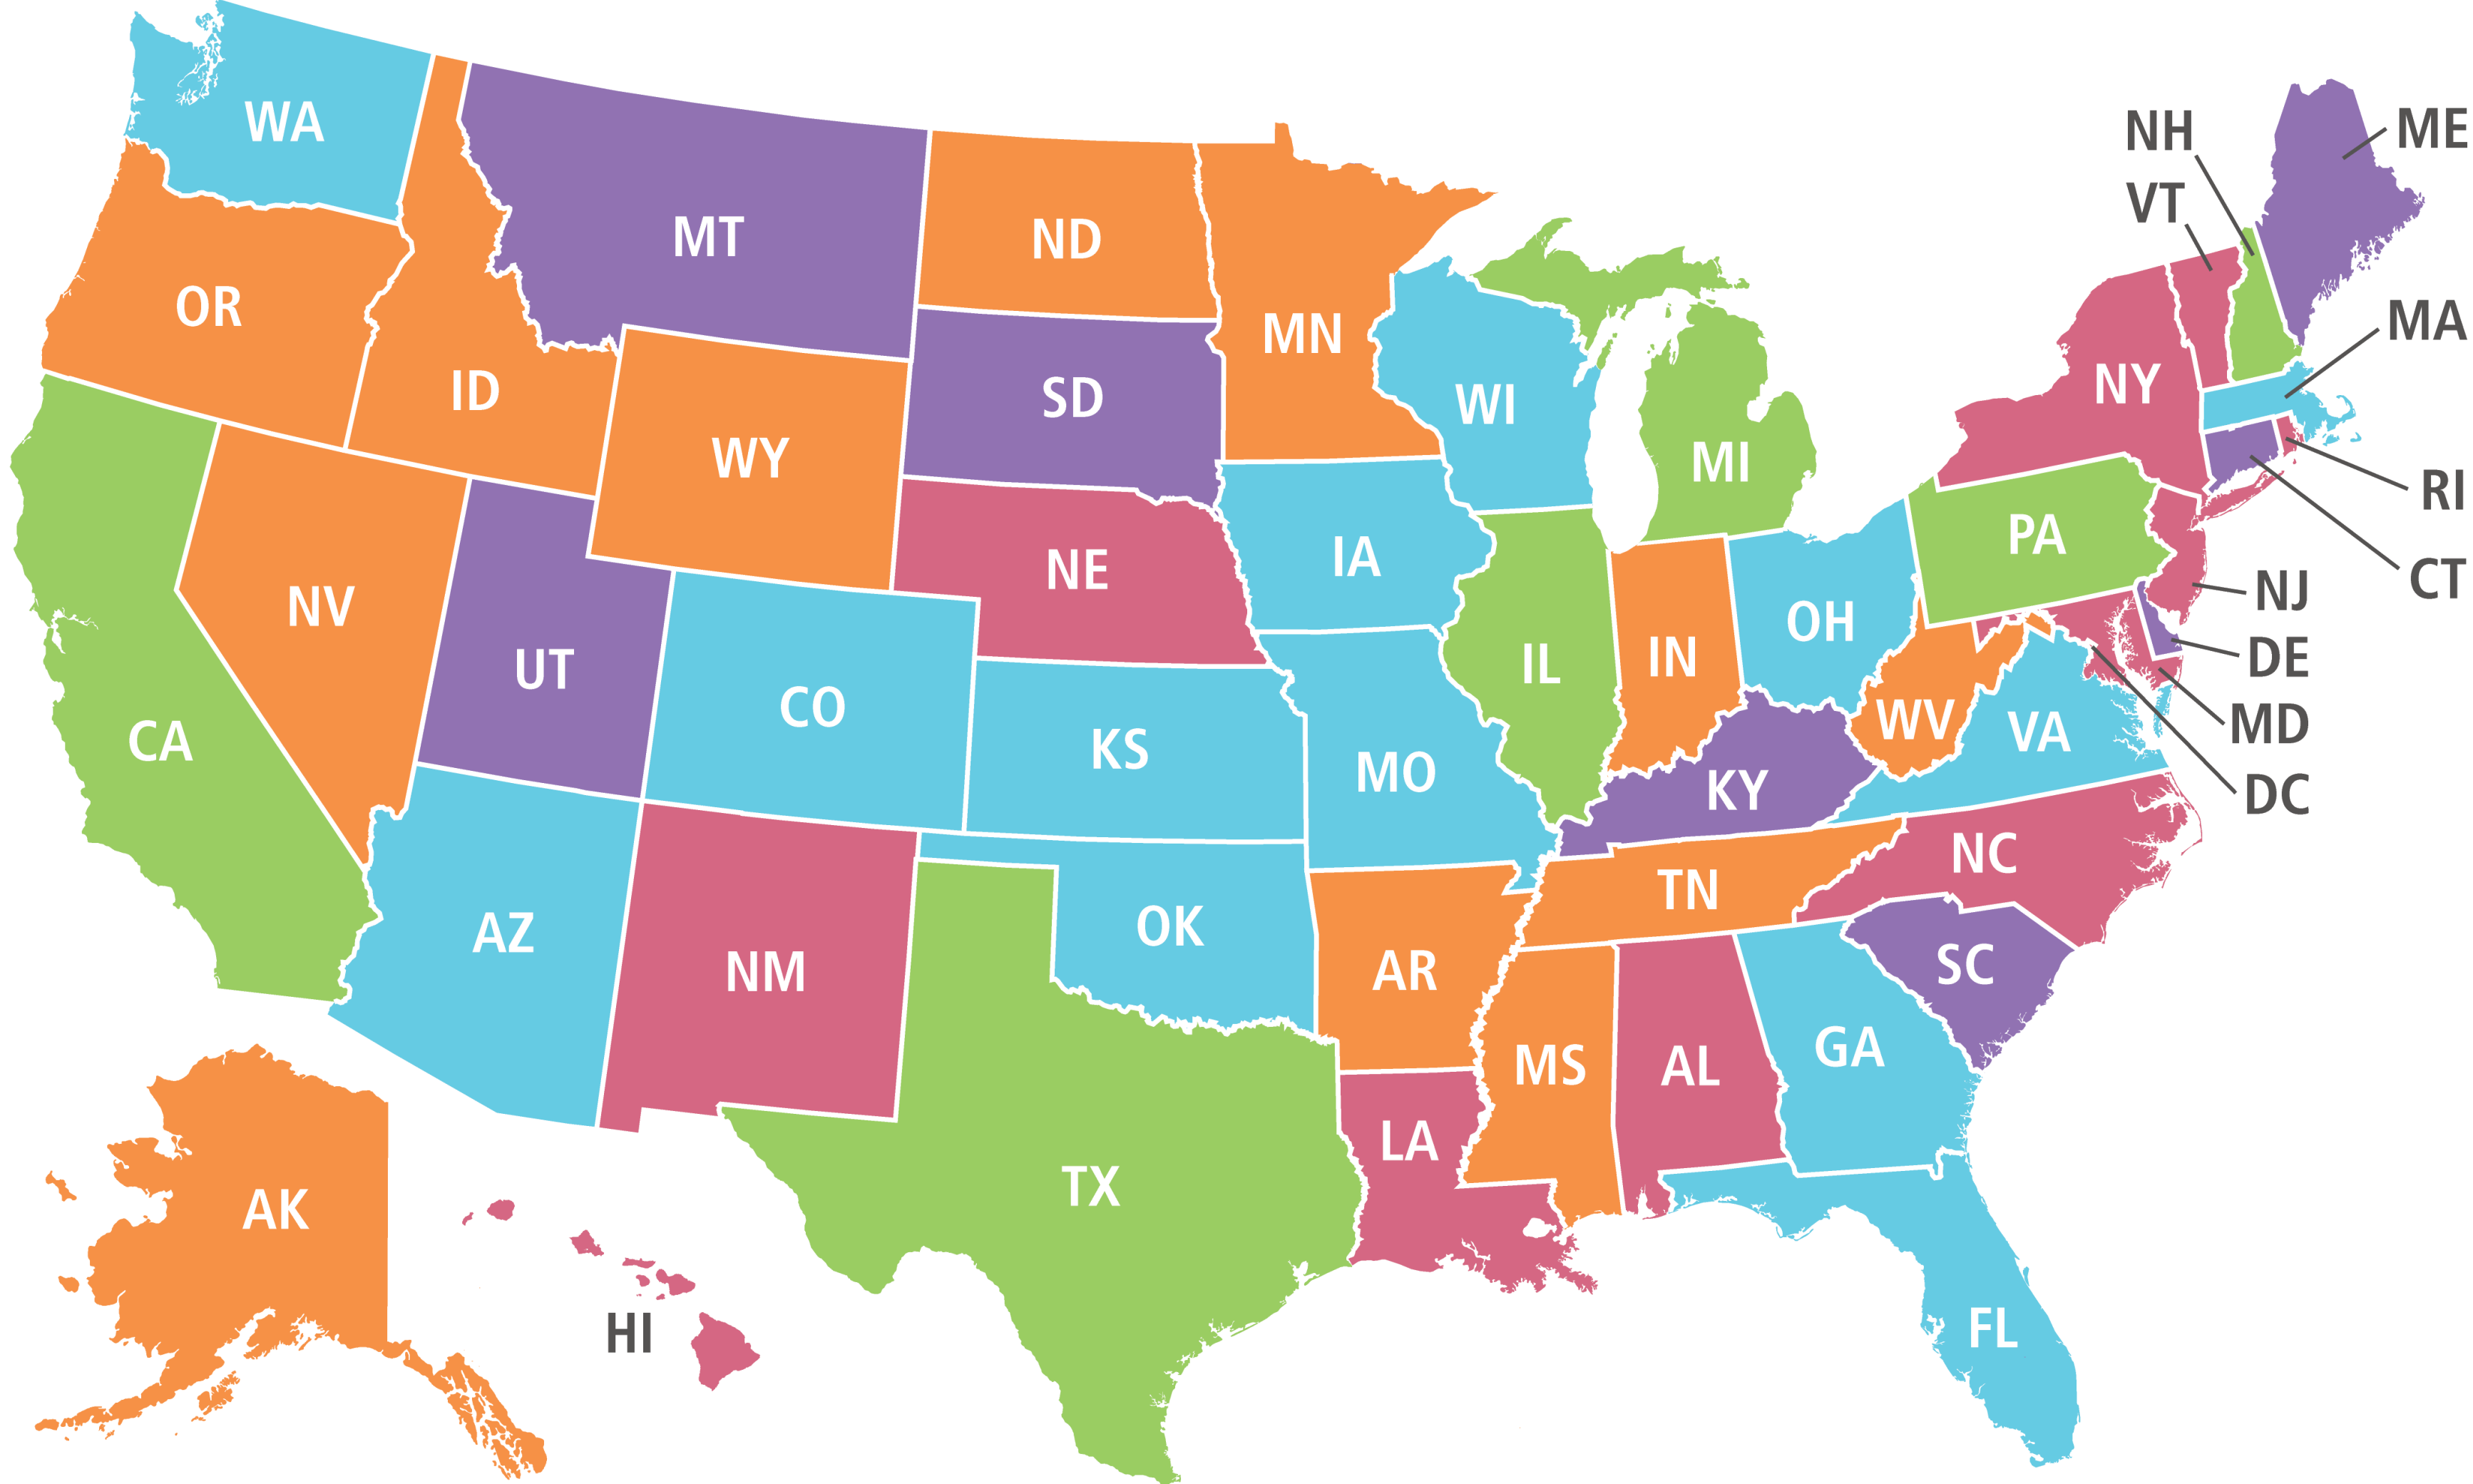 WA
MT
ND
MN
OR
ID
WY
SD
WI
MI
NY
NH
VT
ME
MA
RI
CT
NJ
DE
MD
DC
NV
UT
CO
NE
IA
IL
IN
OH
PA
CA
KS
MO
KY
WV
VA
AZ
NM
OK
AR
TN
NC
SC
TX
LA
MS
AL
GA
FL
AK
HI